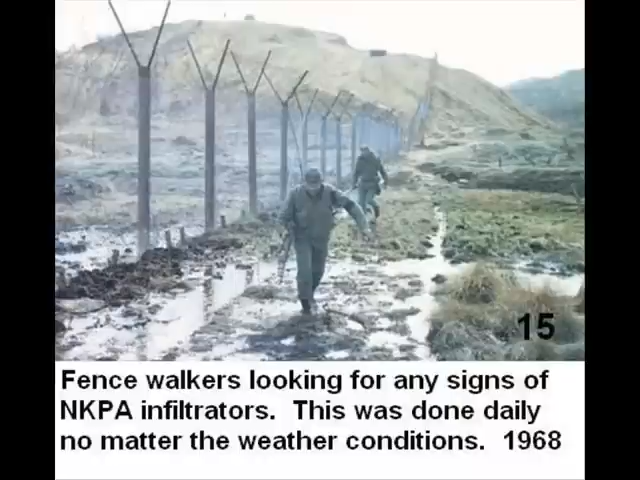 15
Fence walkers looking for any signs of
NKPA infiltrators.  This was done daily
no matter the weather conditions.  1968